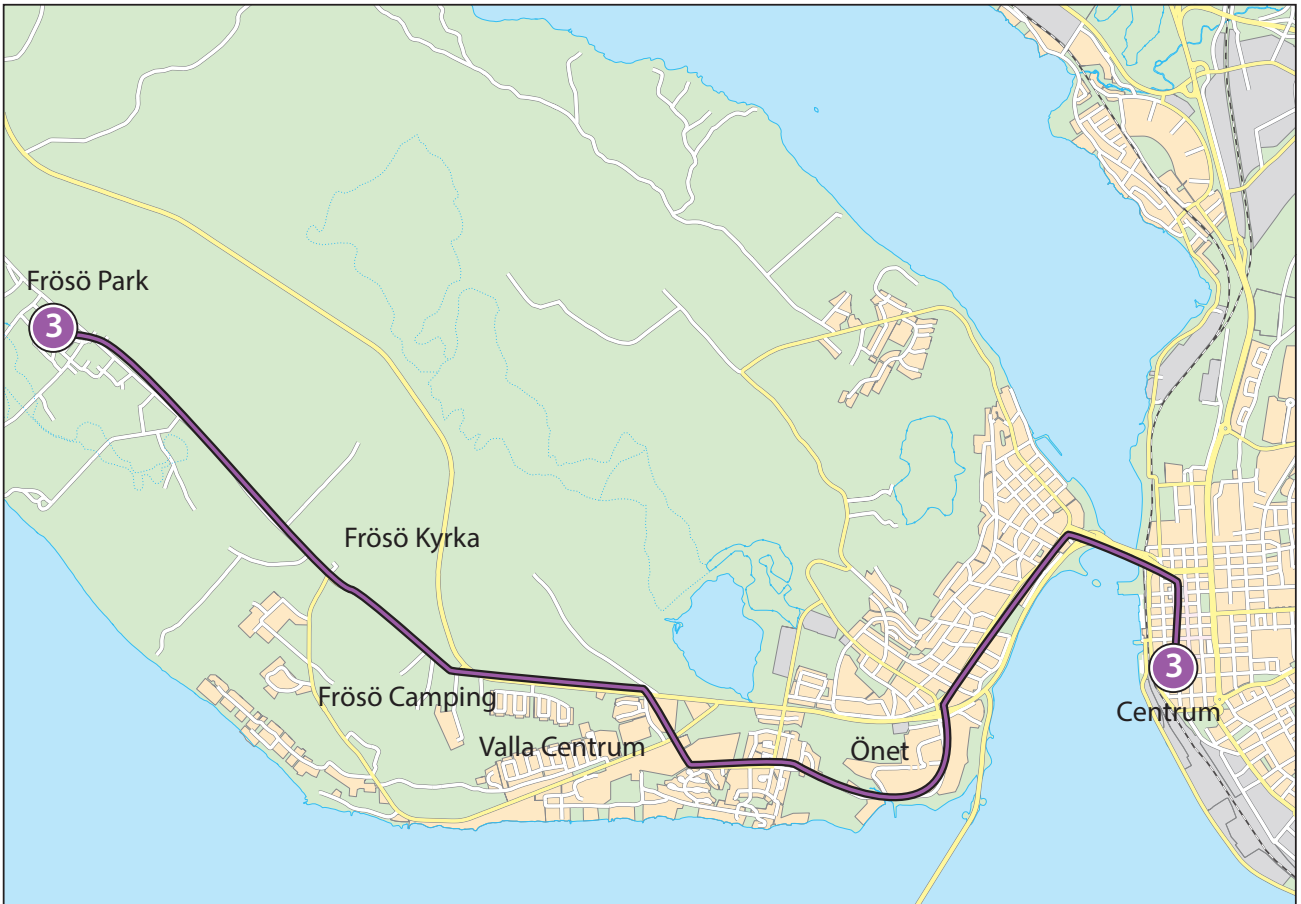 Frösö Park
3
Frösö Kyrka
3
Frösö Camping
Centrum
Valla Centrum
Önet